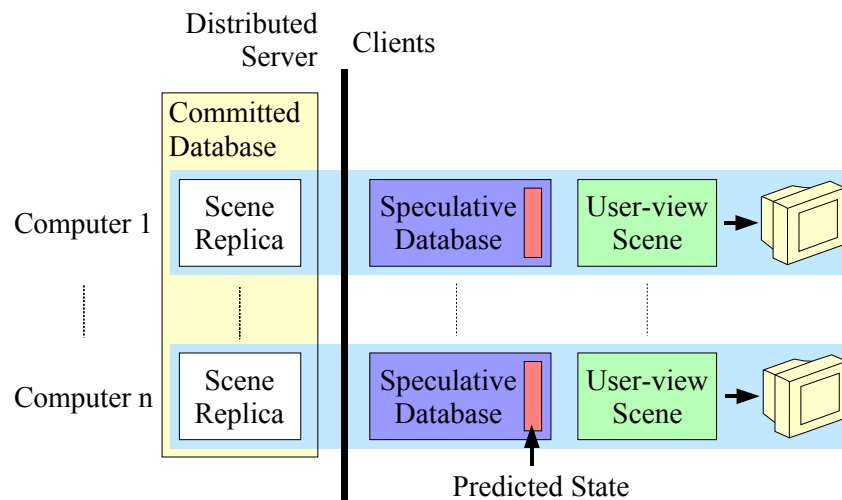 Distributed
Server
Clients
Committed
Database
Computer 1
Scene
Replica
Speculative
Database
User-view
Scene
Computer n
Scene
Replica
Speculative
Database
User-view
Scene
Predicted State